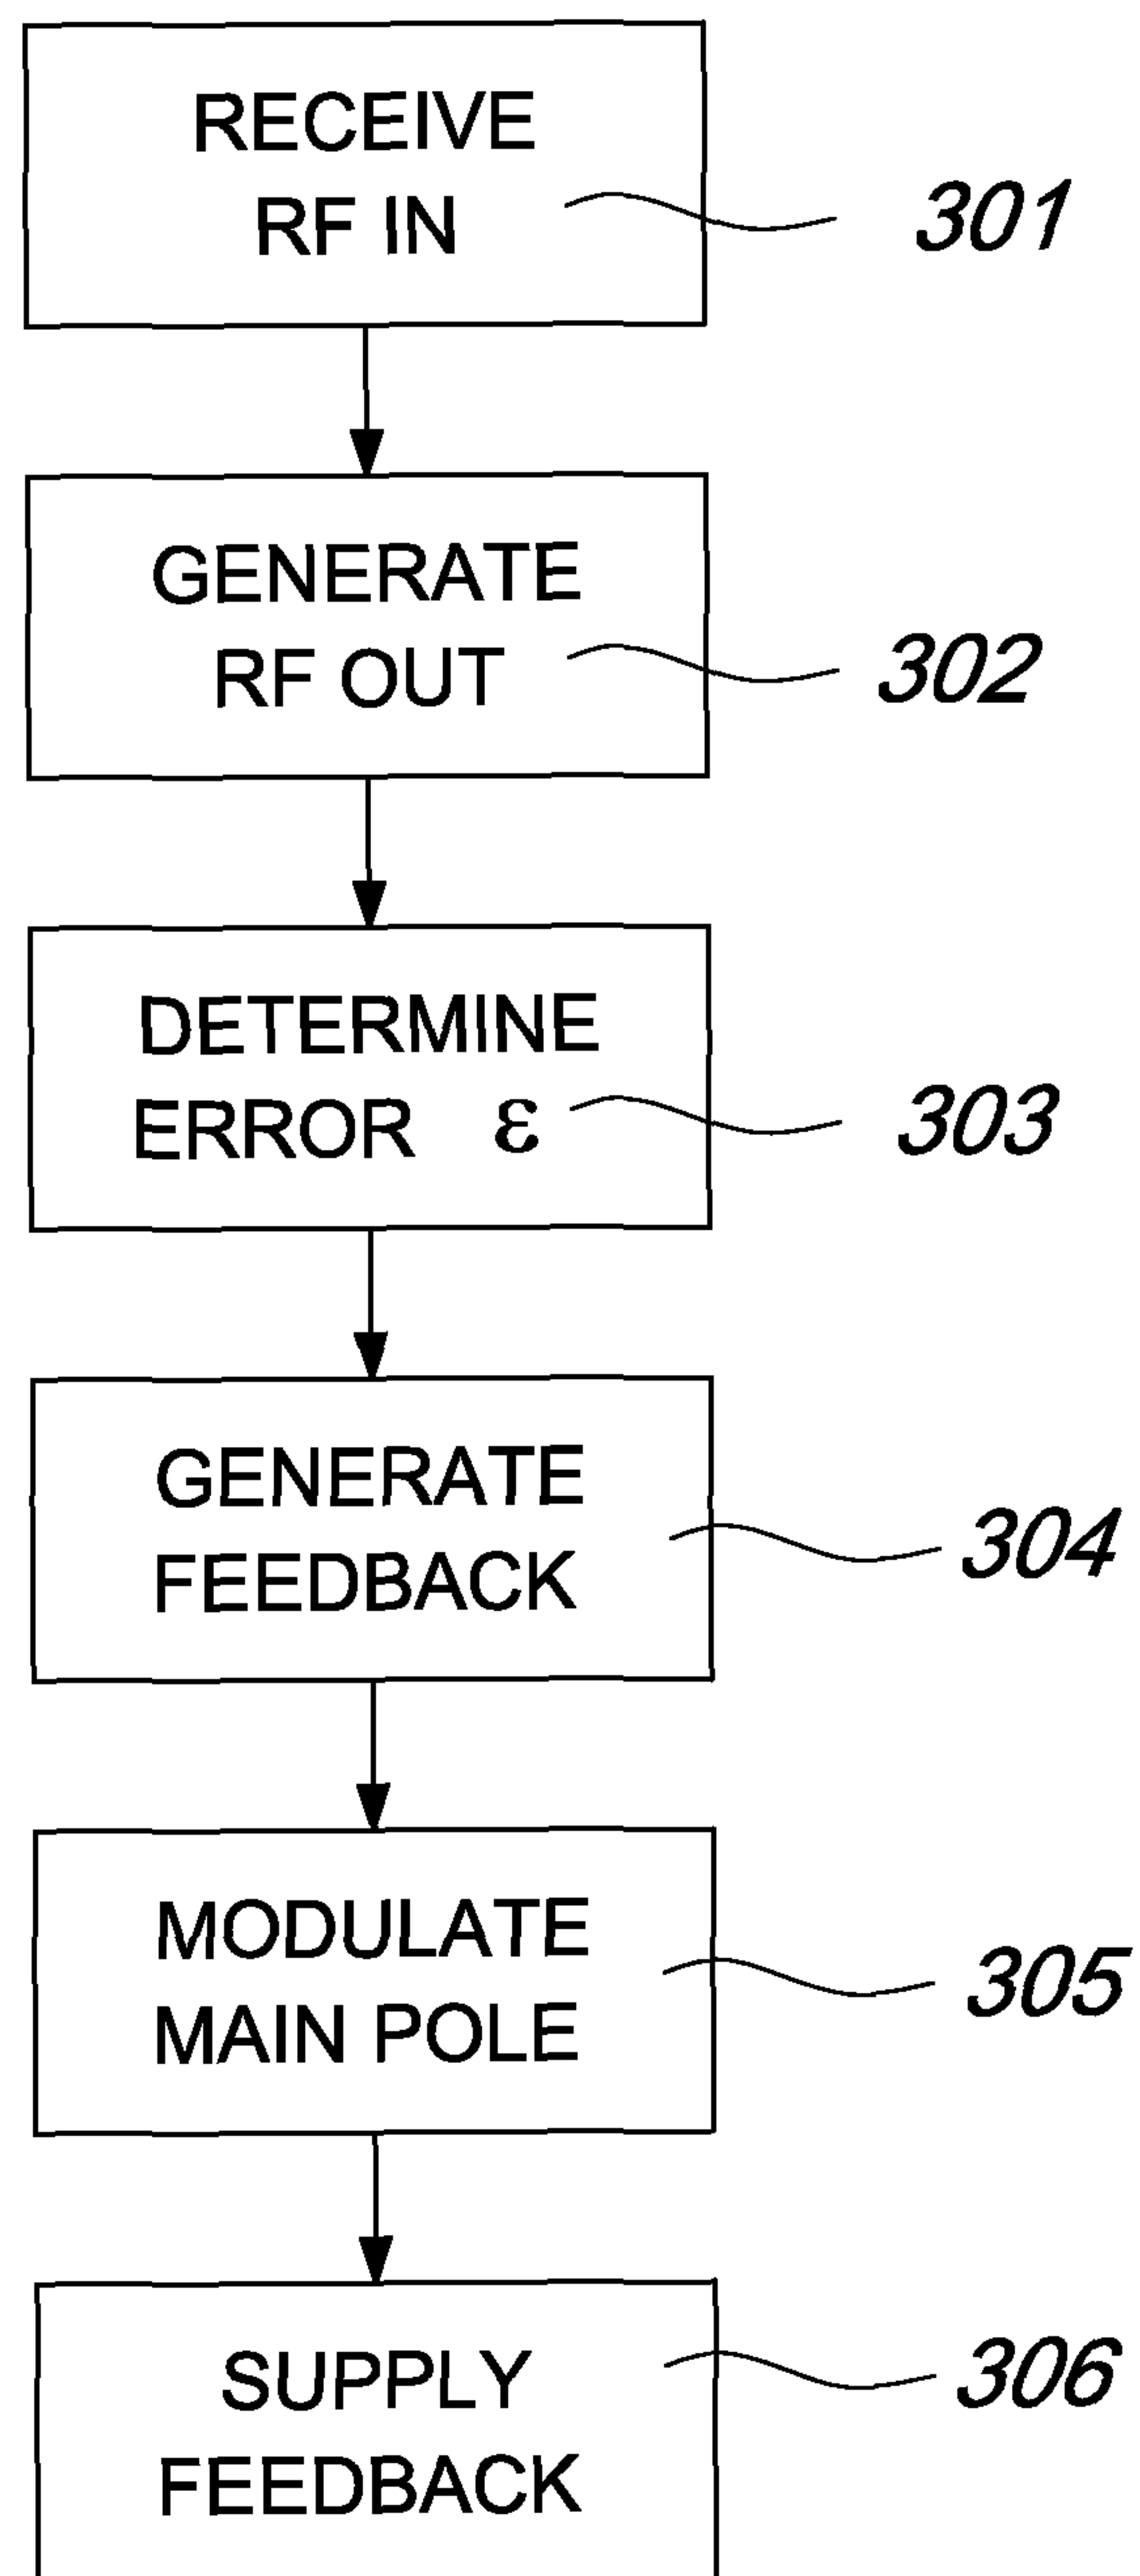 RECEIVE
RF IN
301
GENERATE
RF OUT
302
DETERMINE
ERROR ε
303
GENERATE
FEEDBACK
304
MODULATE
MAIN POLE
305
SUPPLY
FEEDBACK
306